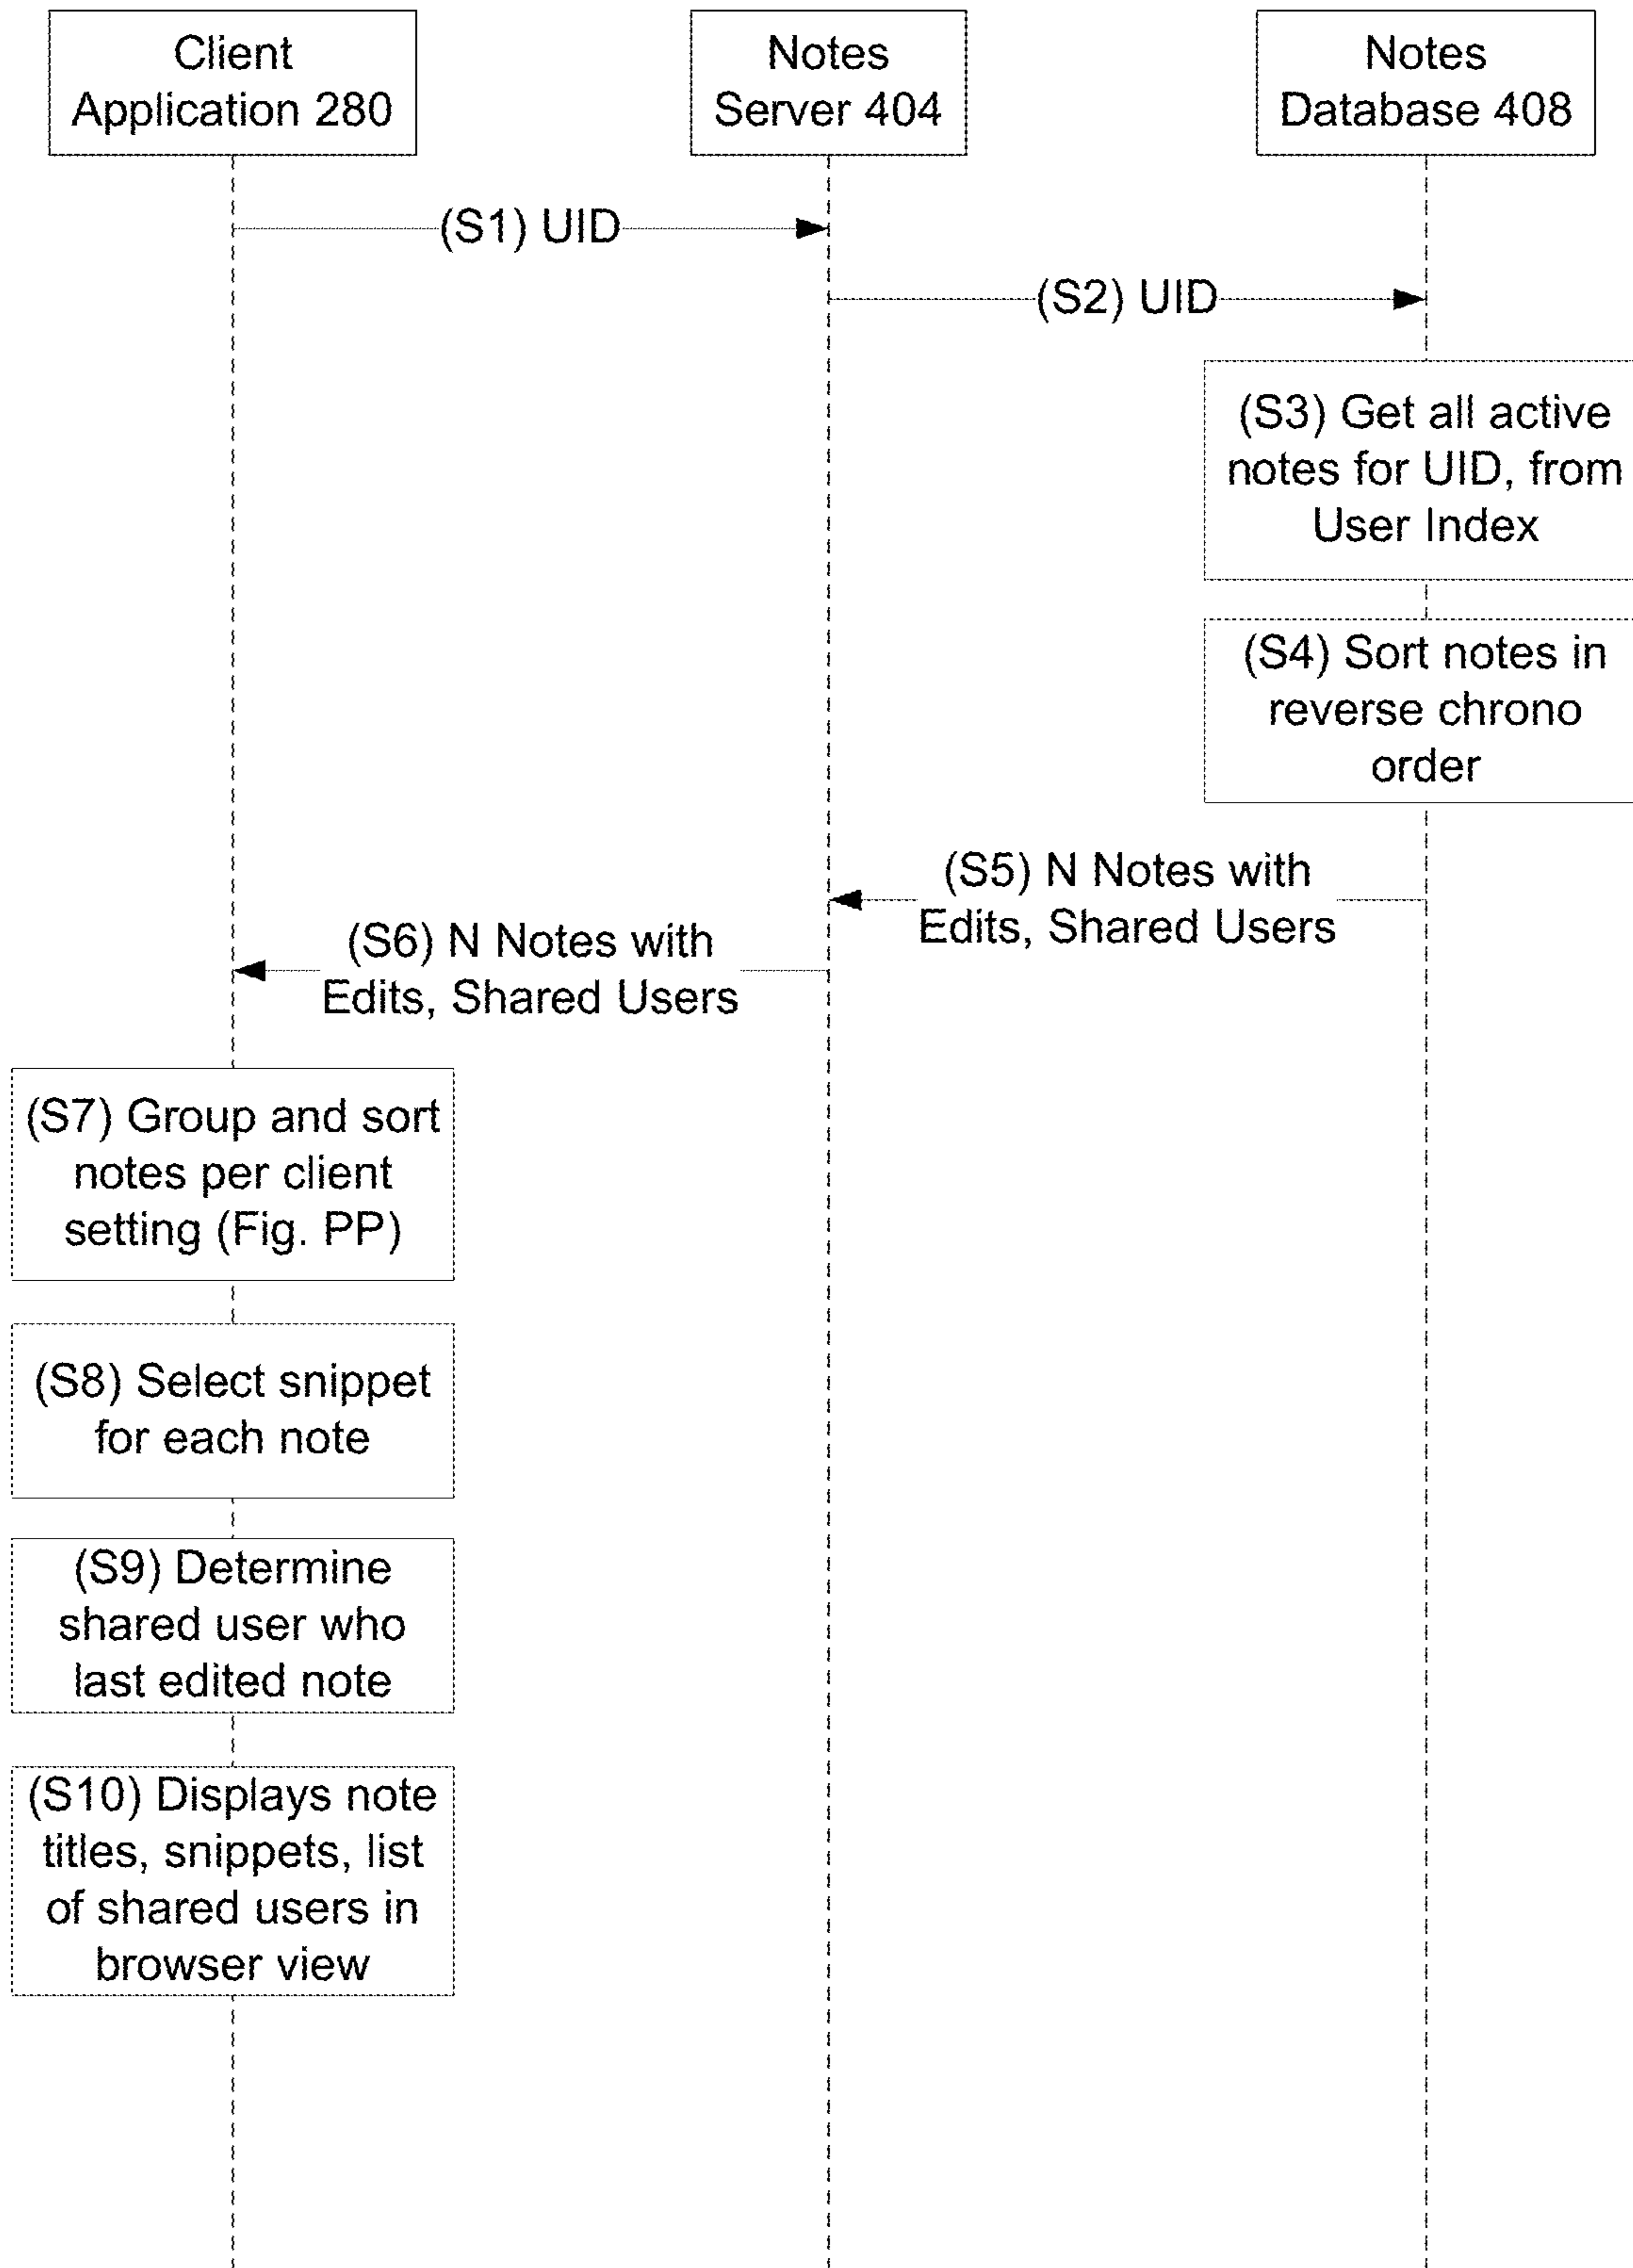 Client
Application 280
Notes
Server 404
Notes
Database 408
(S1) UID
(S2) UID
(S3) Get all active
notes for UID, from
User Index
(S4) Sort notes in
reverse chrono
order
(S5) N Notes with
Edits, Shared Users
(S6) N Notes with
Edits, Shared Users
(S7) Group and sort
notes per client
setting (Fig. PP)
(S8) Select snippet
for each note
(S9) Determine
shared user who
last edited note
(S10) Displays note
titles, snippets, list
of shared users in
browser view